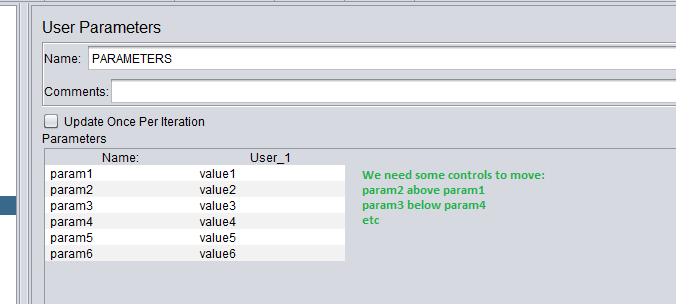 User Parameters
Name: PARAMETERS
Comments:
Update Once Per Iteration
Parameters
Name: User_1
param1 value1
param2 value2
param3 value3
param4 value4
param5 value5
param6 value6
We need some controls to move:
param2 above param1
param3 below param4
etc